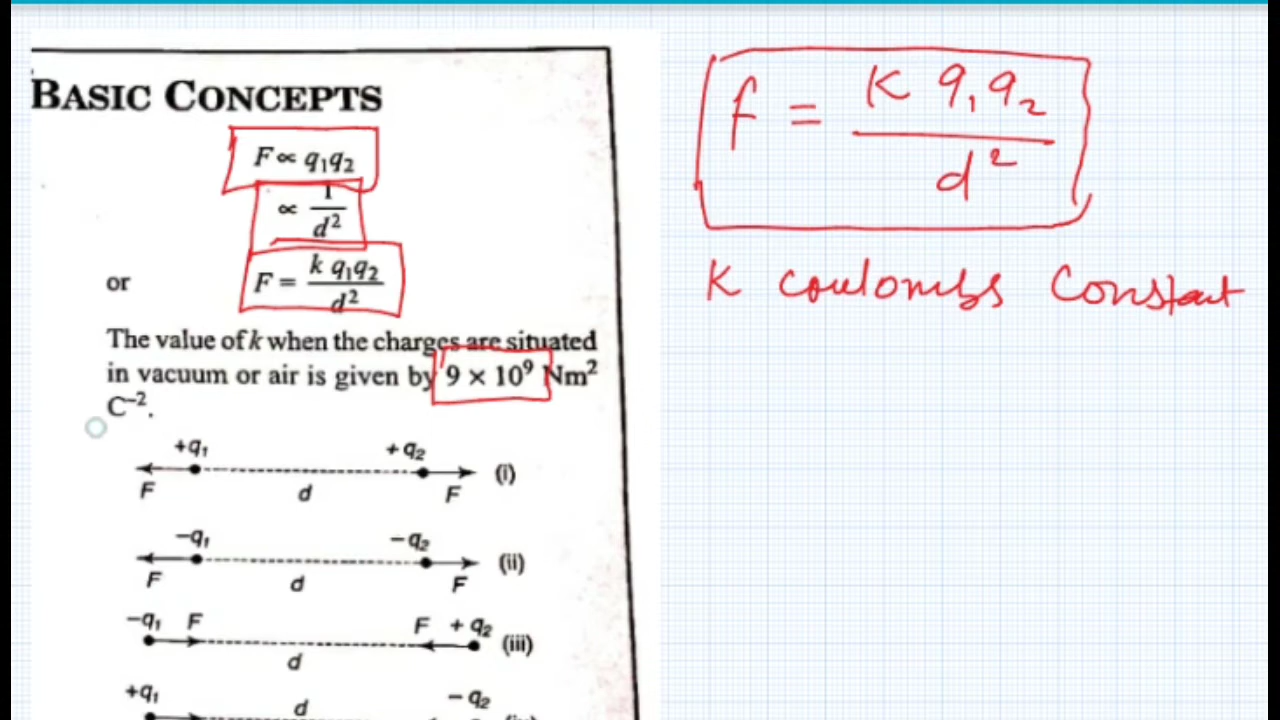 BASIC CONCEPTS
F ∝ q₁q₂
∝ 1/d²
or F = k q₁q₂/d²
The value of k when the charges are situated
in vacuum or air is given by 9 × 10⁹ Nm²
C⁻².
+q₁ +q₂
F d F (i)
−q₁ −q₂
F d F (ii)
−q₁ F F +q₂
d (iii)
+q₁ d −q₂
f = K q₁q₂/d²
K coulombs Constant